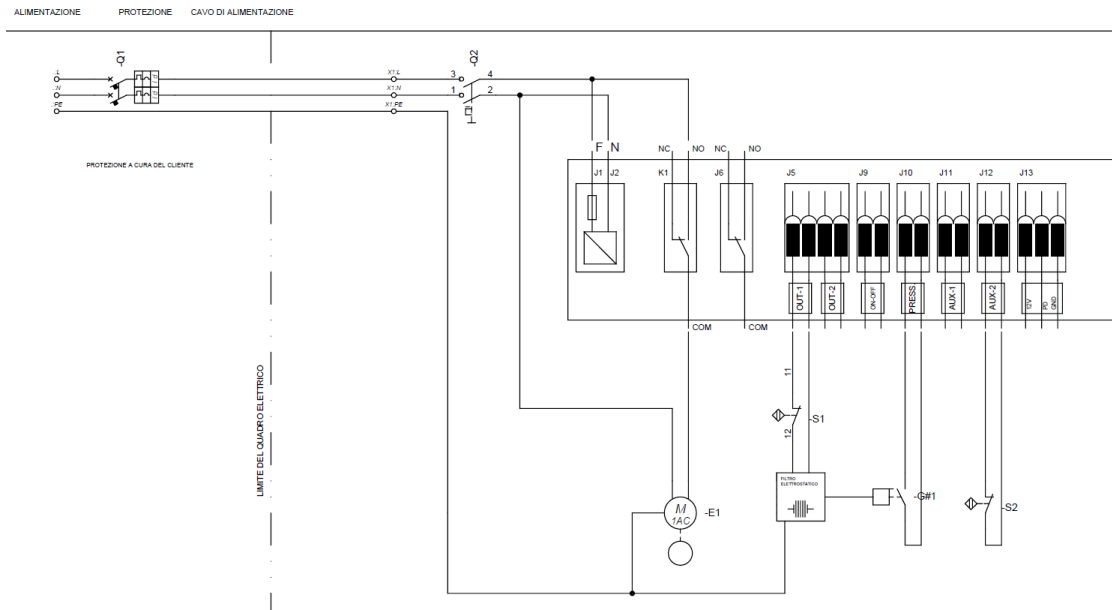 ALIMENTAZIONE PROTEZIONE CAVO DI ALIMENTAZIONE
-Q1
-Q2
:L
X1:L
3
4
:N
X1:N
1
2
:PE
X1:PE
PROTEZIONE A CURA DEL CLIENTE
F N
NC NO
NC NO
J1 J2
K1
J6
J5
J9
J10
J11
J12
J13
OUT-1
OUT-2
ON-OFF
PRESS
AUX-1
AUX-2
12V
PD
GND
COM
COM
LIMITE DEL QUADRO ELETTRICO
11
-S1
12
FILTRO
ELETTROSTATICO
M
1AC
-E1
-G#1
-S2